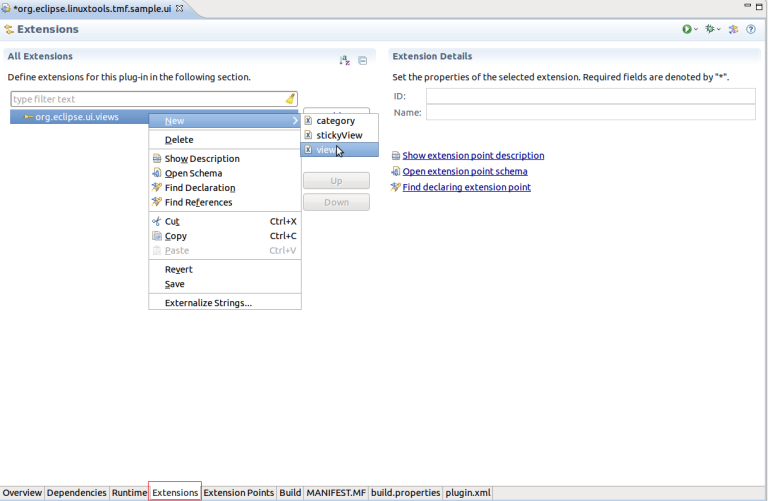 *org.eclipse.linuxtools.tmf.sample.ui
Extensions
All Extensions
Define extensions for this plug-in in the following section.
type filter text
org.eclipse.ui.views
New
Delete
Show Description
Open Schema
Find Declaration
Find References
Cut Ctrl+X
Copy Ctrl+C
Paste Ctrl+V
Revert
Save
Externalize Strings...
category
stickyView
view
Up
Down
Extension Details
Set the properties of the selected extension. Required fields are denoted by "*".
ID:
Name:
Show extension point description
Open extension point schema
Find declaring extension point
Overview Dependencies Runtime Extensions Extension Points Build MANIFEST.MF build.properties plugin.xml